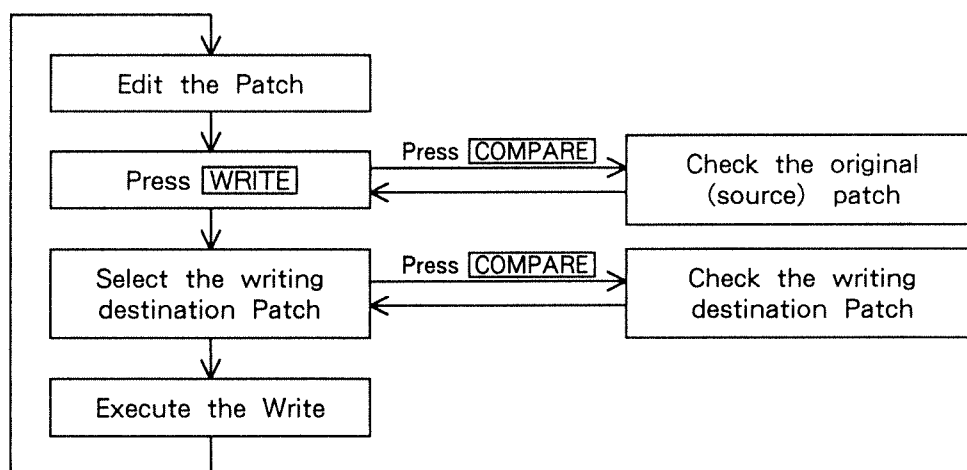 Edit the Patch
Press WRITE
Press COMPARE
Check the original
(source) patch
Select the writing
destination Patch
Press COMPARE
Check the writing
destination Patch
Execute the Write